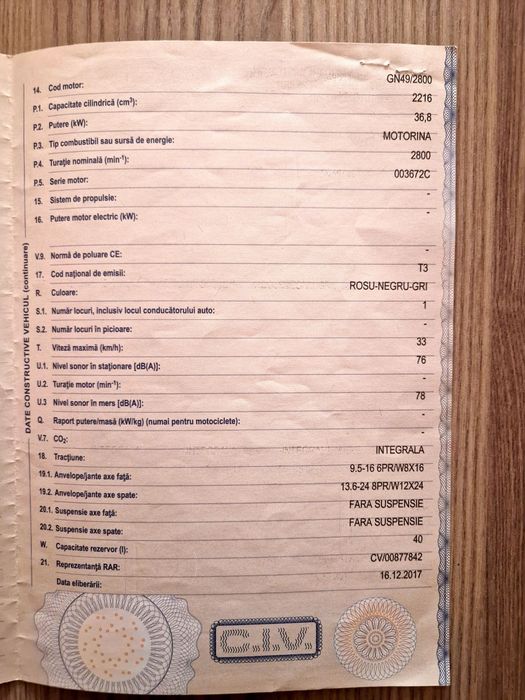 DATE CONSTRUCTIVE VEHICUL (continuare)
14. Cod motor: GN49/2800
P.1. Capacitate cilindrică (cm³): 2216
P.2. Putere (kW): 36,8
P.3. Tip combustibil sau sursă de energie: MOTORINA
P.4. Turație nominală (min⁻¹): 2800
P.5. Serie motor: 003672C
15. Sistem de propulsie: -
16. Putere motor electric (kW): -
V.9. Normă de poluare CE: -
17. Cod național de emisii: T3
R. Culoare: ROSU-NEGRU-GRI
S.1. Număr locuri, inclusiv locul conducătorului auto: 1
S.2. Număr locuri în picioare: -
T. Viteză maximă (km/h): 33
U.1. Nivel sonor în staționare [dB(A)]: 76
U.2. Turație motor (min⁻¹): -
U.3 Nivel sonor în mers [dB(A)]: 78
Q. Raport putere/masă (kW/kg) (numai pentru motociclete): -
V.7. CO₂: -
18. Tracțiune: INTEGRALA
19.1. Anvelope/jante axe față: 9.5-16 6PR/W8X16
19.2. Anvelope/jante axe spate: 13.6-24 8PR/W12X24
20.1. Suspensie axe față: FARA SUSPENSIE
20.2. Suspensie axe spate: FARA SUSPENSIE
W. Capacitate rezervor (l): 40
21. Reprezentanță RAR: CV/00877842
Data eliberării: 16.12.2017
C.I.V.